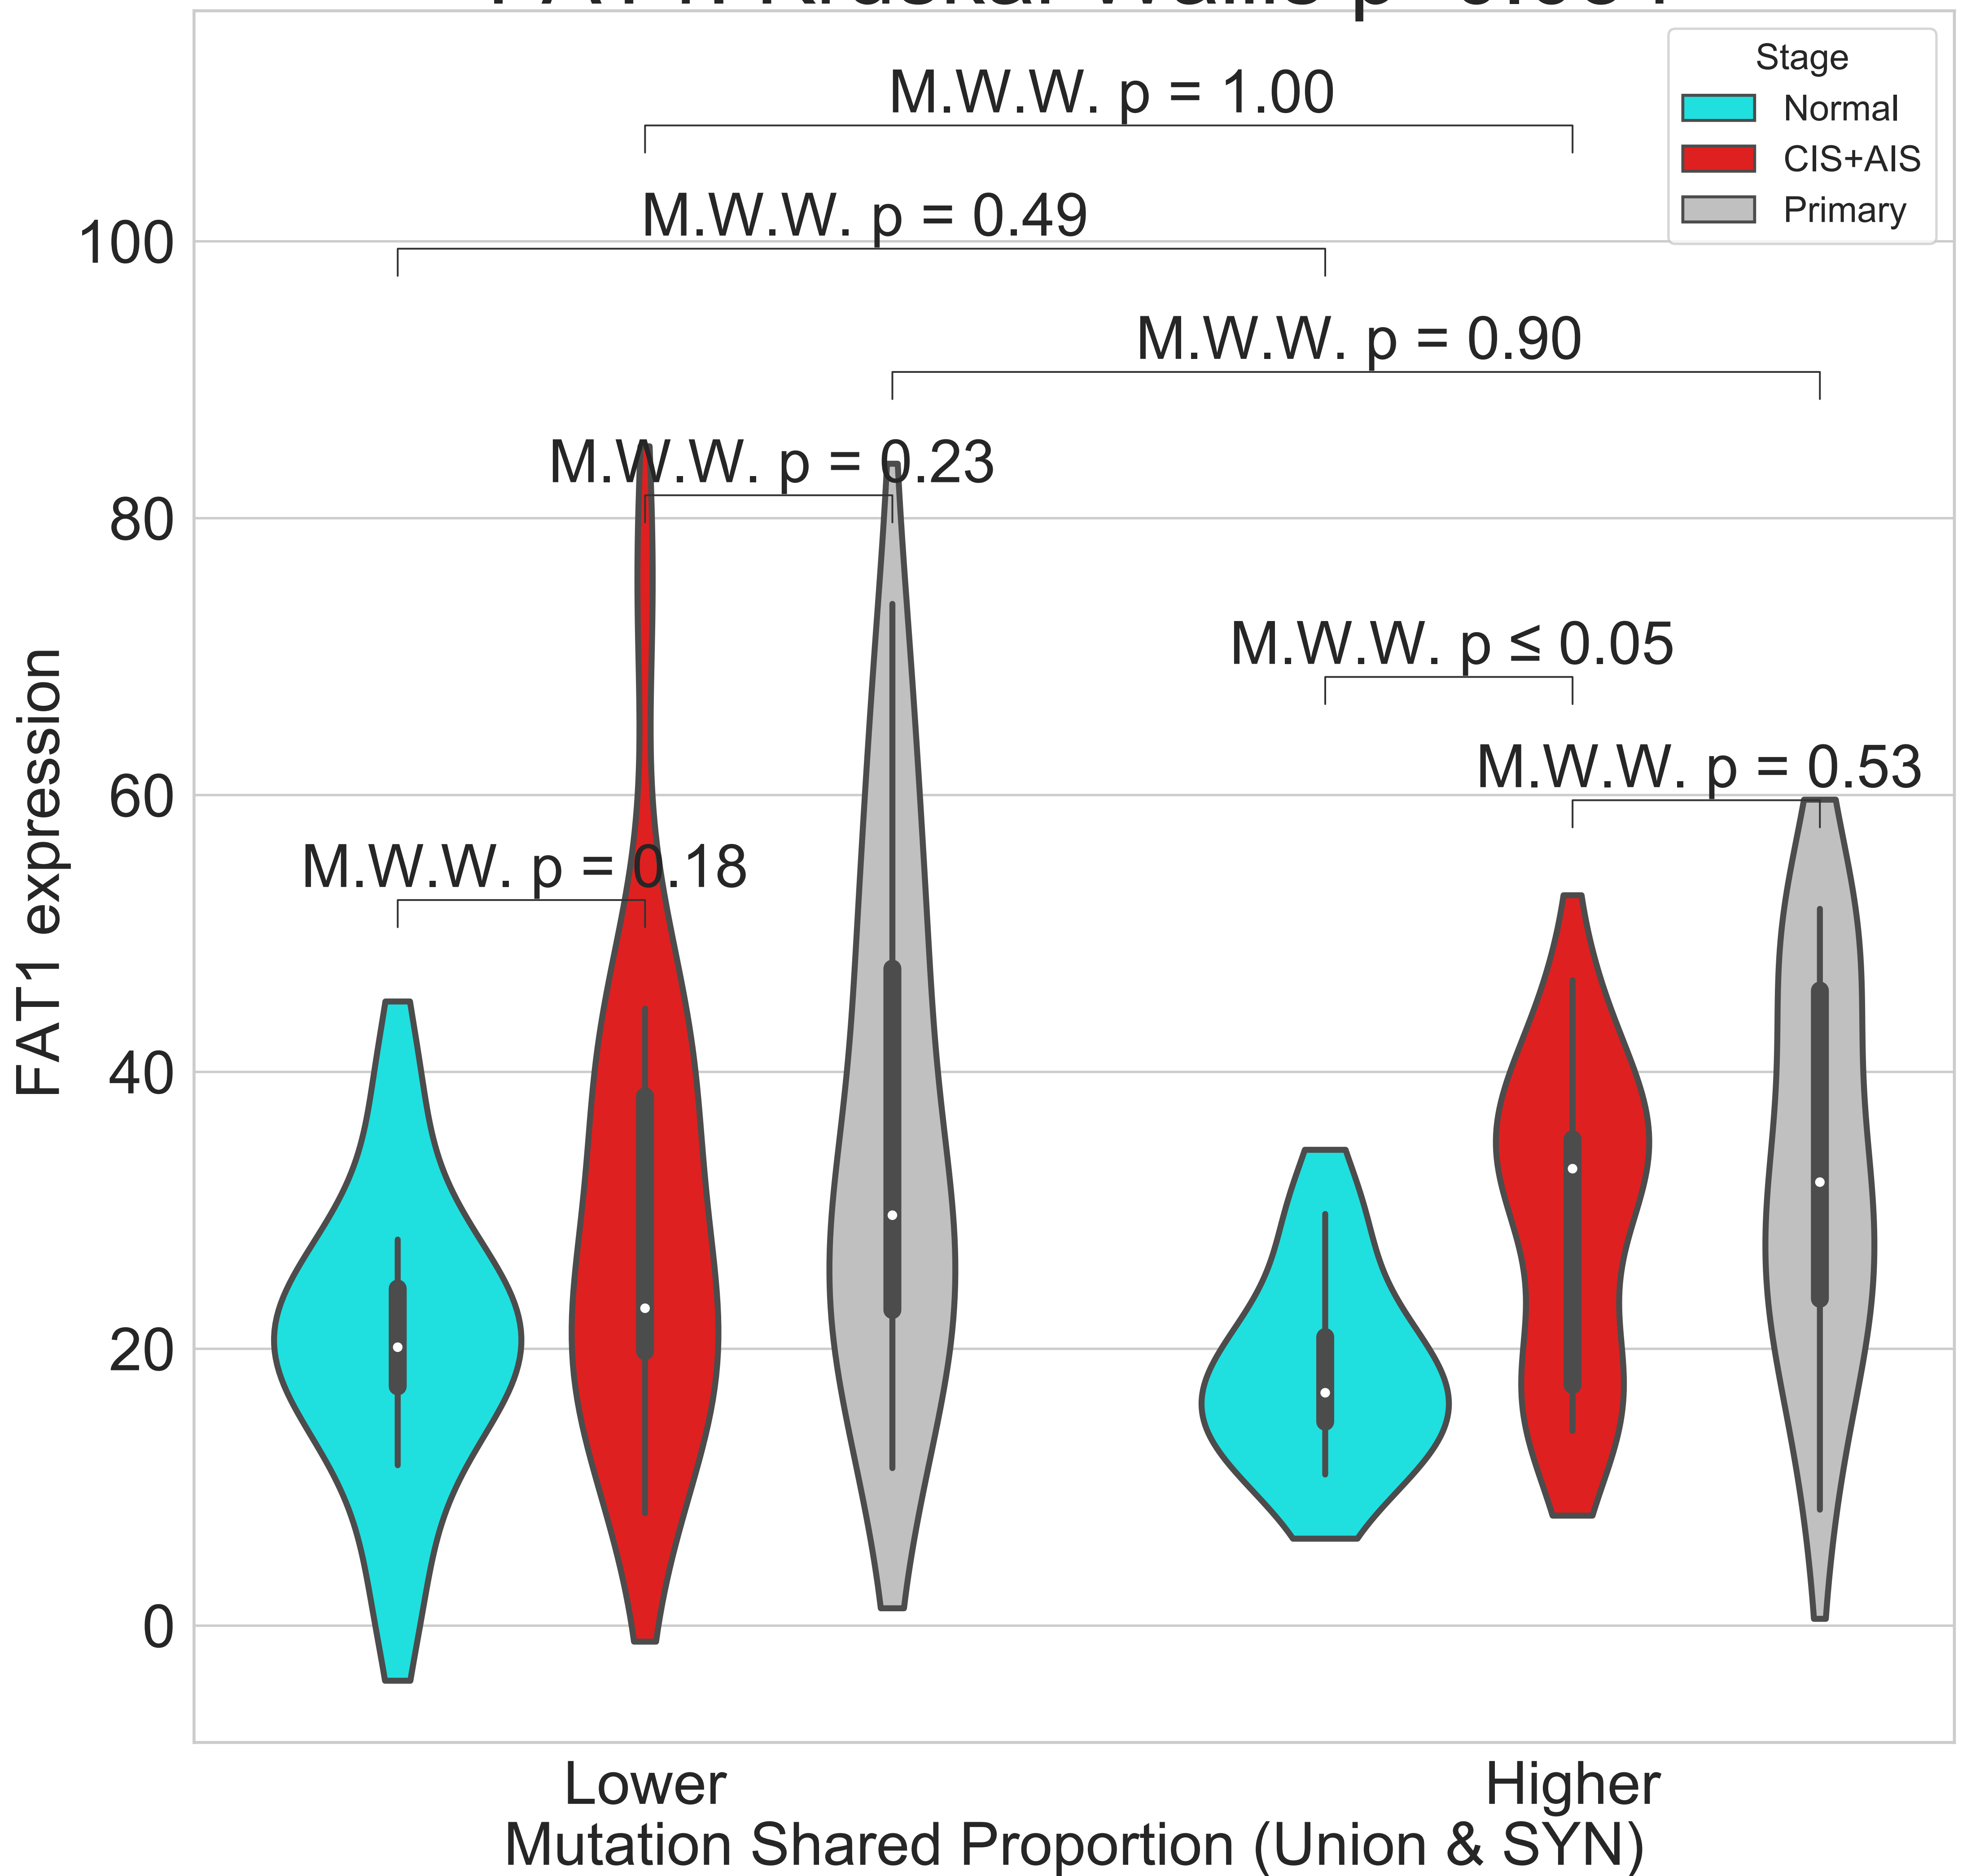 Stage
Normal
CIS+AIS
Primary
M.W.W. p = 1.00
M.W.W. p = 0.49
M.W.W. p = 0.90
M.W.W. p = 0.23
M.W.W. p ≤ 0.05
M.W.W. p = 0.53
M.W.W. p = 0.18
100
80
60
40
20
0
FAT1 expression
Lower
Higher
Mutation Shared Proportion (Union & SYN)